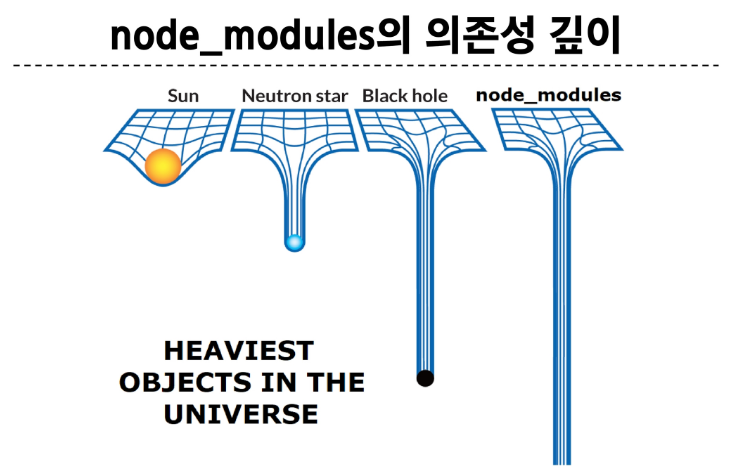 node_modules의 의존성 깊이
Sun Neutron star Black hole node_modules
HEAVIEST
OBJECTS IN THE
UNIVERSE